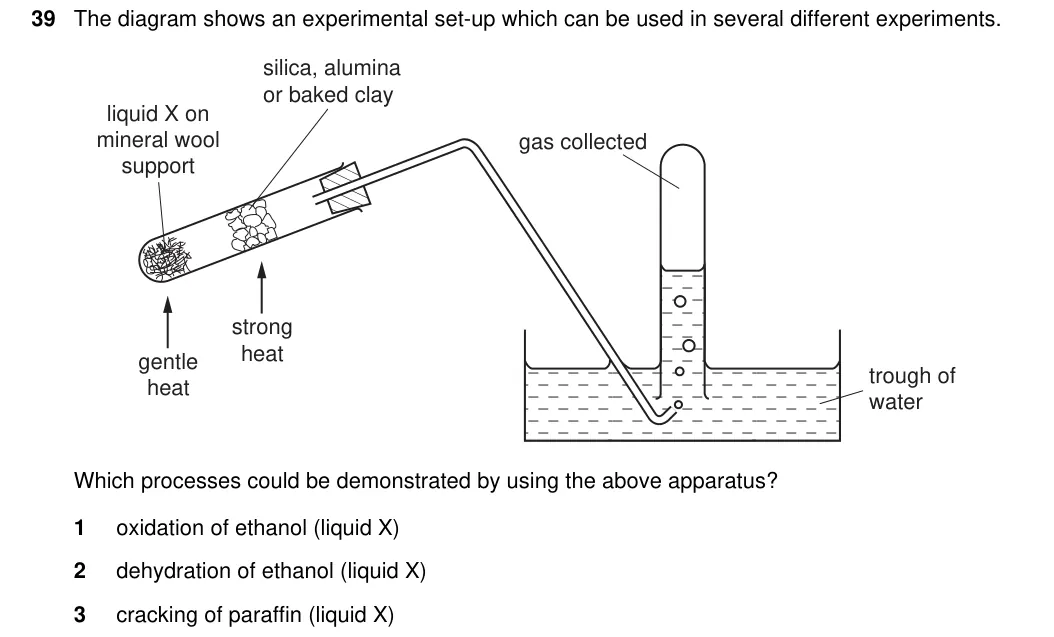 39 The diagram shows an experimental set-up which can be used in several different experiments.
silica, alumina
or baked clay
liquid X on
mineral wool
support
gas collected
strong
heat
gentle
heat
trough of
water
Which processes could be demonstrated by using the above apparatus?
1 oxidation of ethanol (liquid X)
2 dehydration of ethanol (liquid X)
3 cracking of paraffin (liquid X)